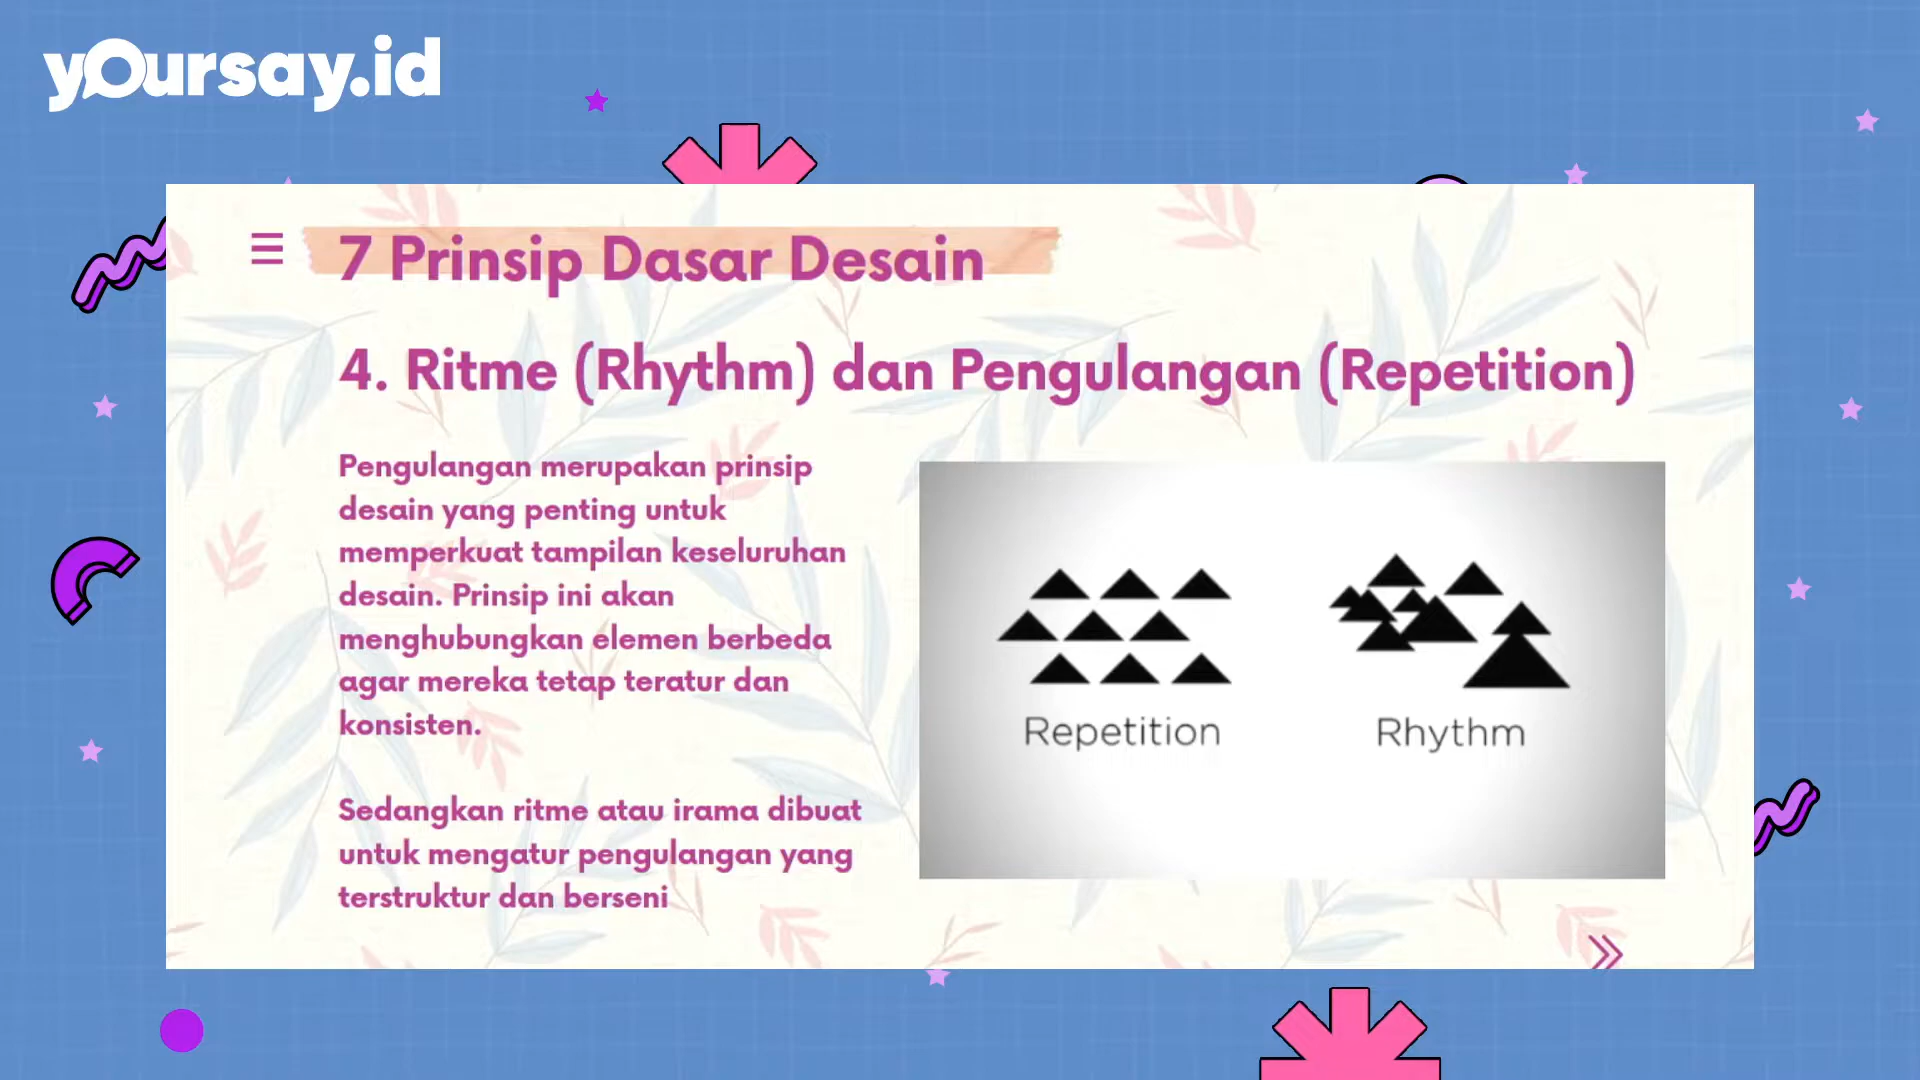 yoursay.id
7 Prinsip Dasar Desain
4. Ritme (Rhythm) dan Pengulangan (Repetition)
Pengulangan merupakan prinsip
desain yang penting untuk
memperkuat tampilan keseluruhan
desain. Prinsip ini akan
menghubungkan elemen berbeda
agar mereka tetap teratur dan
konsisten.
Sedangkan ritme atau irama dibuat
untuk mengatur pengulangan yang
terstruktur dan berseni
Repetition
Rhythm